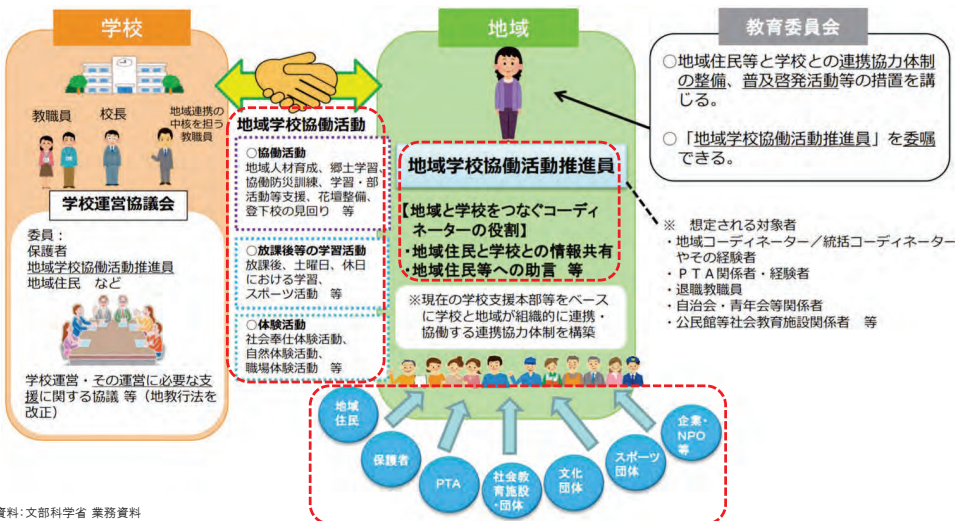 学校
教職員
校長
地域連携の
中核を担う
教職員
学校運営協議会
委員：
保護者
地域学校協働活動推進員
地域住民　など
学校運営・その運営に必要な支
援に関する協議 等（地教行法を
改正）
地域学校協働活動
○協働活動
地域人材育成、郷土学習、
協働防災訓練、学習・部
活動等支援、花壇整備、
登下校の見回り　等
○放課後等の学習活動
放課後、土曜日、休日
における学習、
スポーツ活動　等
○体験活動
社会奉仕体験活動、
自然体験活動、
職場体験活動　等
地域
地域学校協働活動推進員
【地域と学校をつなぐコーディ
ネーターの役割】
・地域住民と学校との情報共有
・地域住民等への助言　等
※現在の学校支援本部等をベース
に学校と地域が組織的に連携・
協働する連携協力体制を構築
地域
住民
保護者
PTA
社会教
育施設
・団体
文化
団体
スポーツ
団体
企業・
NPO
等
教育委員会
○地域住民等と学校との連携協力体制
の整備、普及啓発活動等の措置を講
じる。
○「地域学校協働活動推進員」を委嘱
できる。
※　想定される対象者
・地域コーディネーター／統括コーディネーター
やその経験者
・ＰＴＡ関係者・経験者
・退職教職員
・自治会・青年会等関係者
・公民館等社会教育施設関係者　等
資料：文部科学省 業務資料